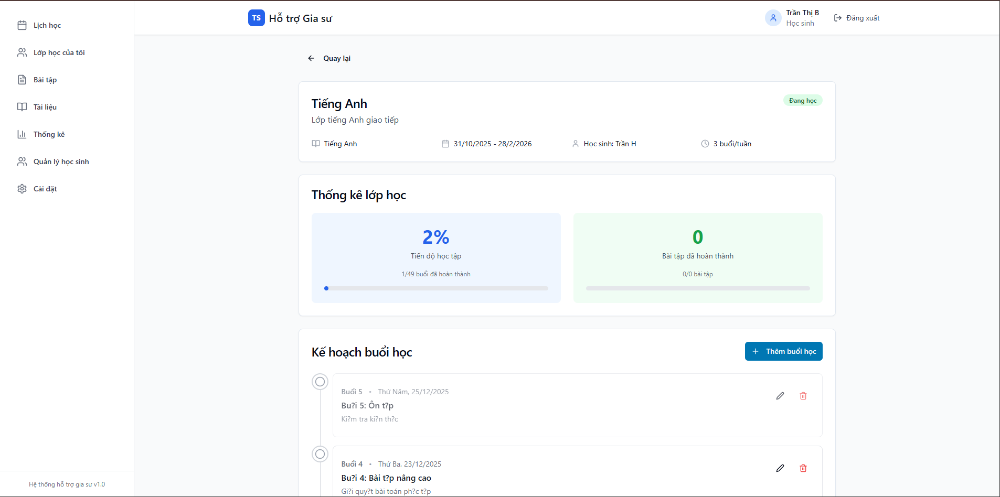 Lịch học
Lớp học của tôi
Bài tập
Tài liệu
Thống kê
Quản lý học sinh
Cài đặt
Hệ thống hỗ trợ gia sư v1.0
TS Hỗ trợ Gia sư
Trần Thị B
Học sinh
Đăng xuất
Quay lại
Tiếng Anh
Đang học
Lớp tiếng Anh giao tiếp
Tiếng Anh
31/10/2025 - 28/2/2026
Học sinh: Trần H
3 buổi/tuần
Thống kê lớp học
2%
Tiến độ học tập
1/49 buổi đã hoàn thành
0
Bài tập đã hoàn thành
0/0 bài tập
Kế hoạch buổi học
+ Thêm buổi học
Buổi 5 • Thứ Năm, 25/12/2025
Bu?i 5: Ôn t?p
Ki?m tra ki?n th?c
Buổi 4 • Thứ Ba, 23/12/2025
Bu?i 4: Bài t?p nâng cao
Gi?i quy?t bài toán ph?c t?p